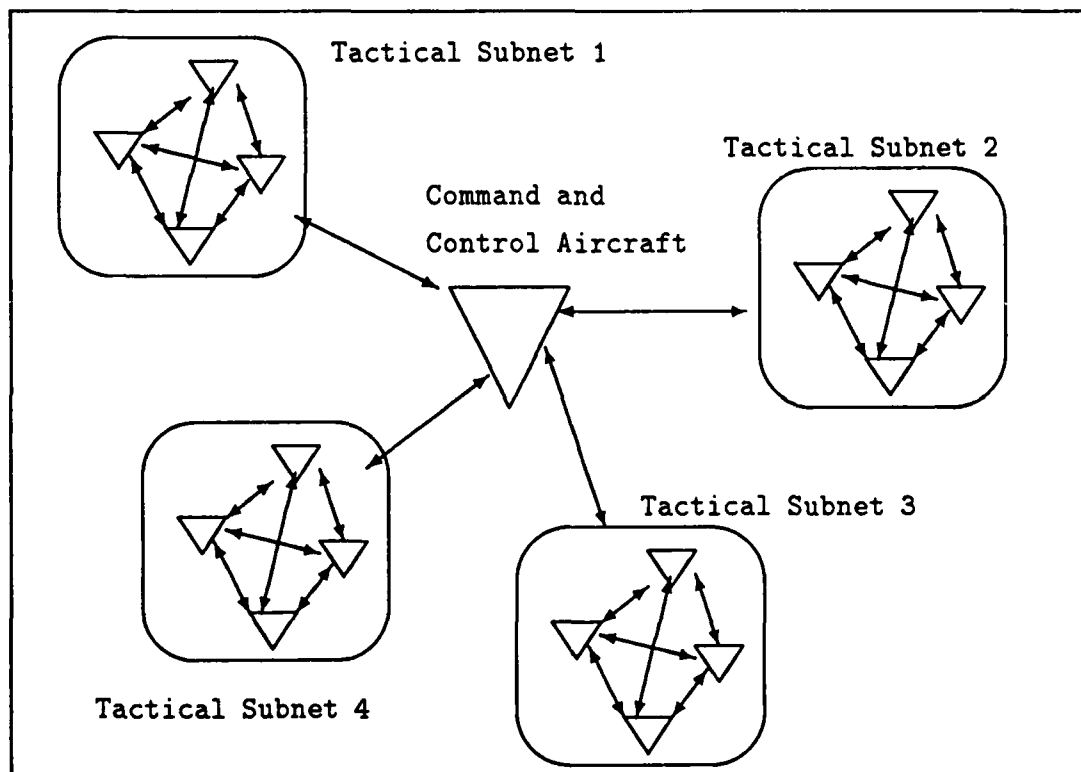 Tactical Subnet 1
Tactical Subnet 2
Command and
Control Aircraft
Tactical Subnet 3
Tactical Subnet 4